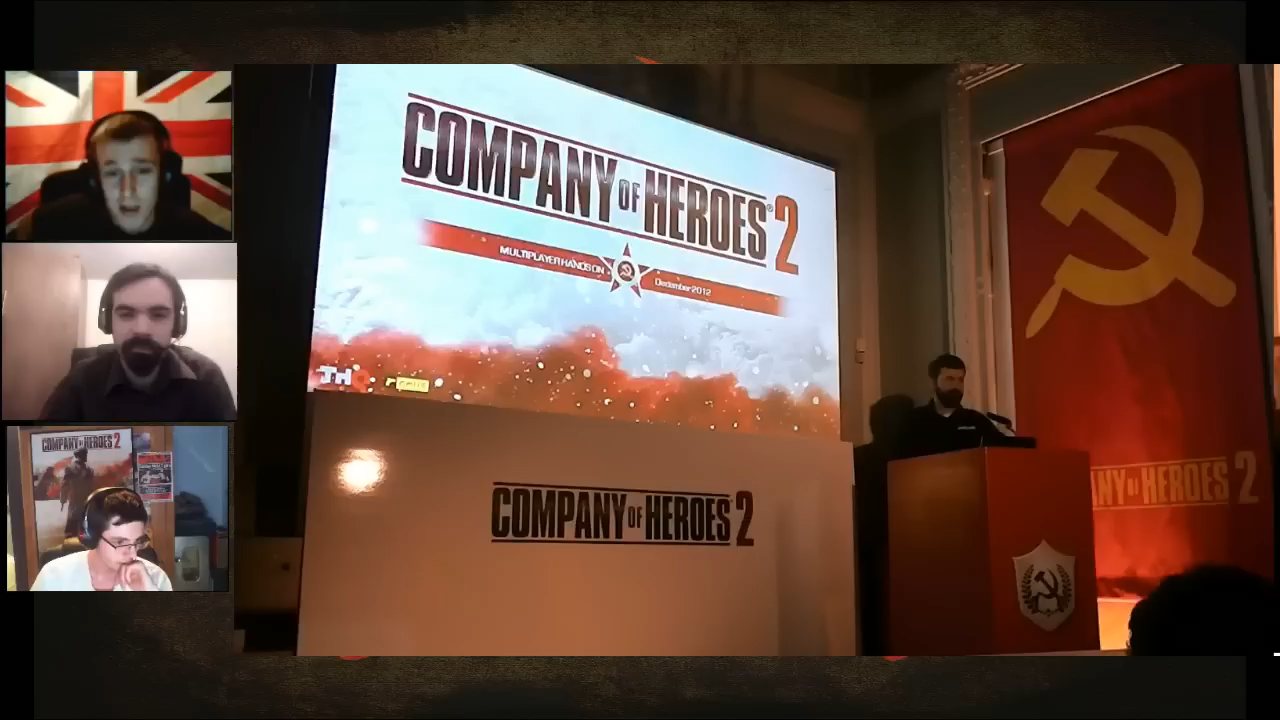 COMPANY OF HEROES 2
MULTIPLAYER HANDS ON
December 2012
THQ
COMPANY OF HEROES 2
ANY OF HEROES 2
COMPANY OF HEROES 2